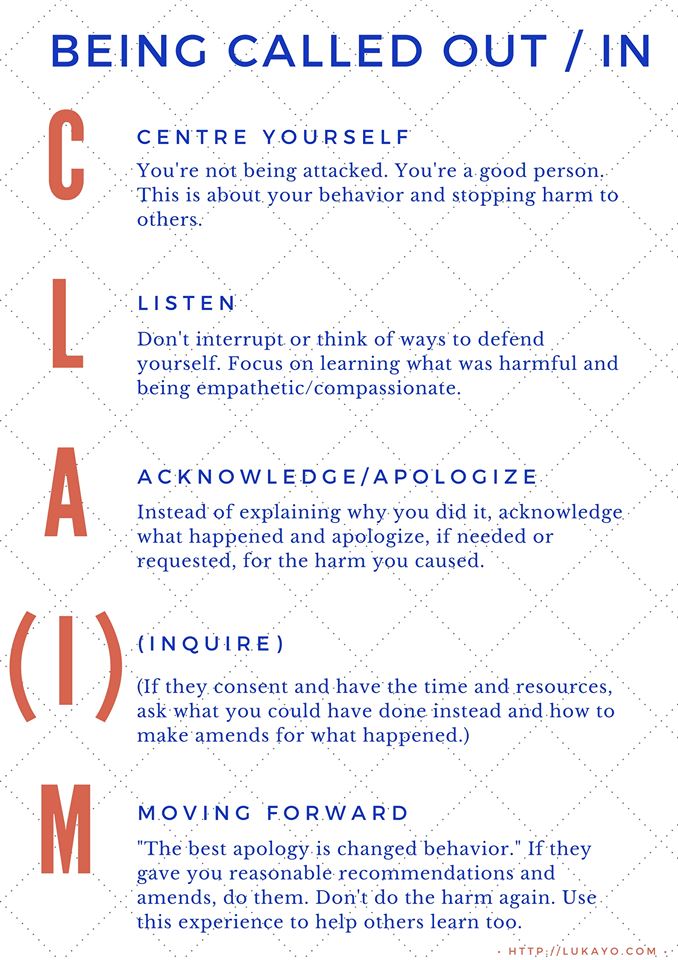 BEING CALLED OUT / IN
C
CENTRE YOURSELF
You're not being attacked. You're a good person.
This is about your behavior and stopping harm to
others.
L
LISTEN
Don't interrupt or think of ways to defend
yourself. Focus on learning what was harmful and
being empathetic/compassionate.
A
ACKNOWLEDGE/APOLOGIZE
Instead of explaining why you did it, acknowledge
what happened and apologize, if needed or
requested, for the harm you caused.
(I)
(INQUIRE)
(If they consent and have the time and resources,
ask what you could have done instead and how to
make amends for what happened.)
M
MOVING FORWARD
"The best apology is changed behavior." If they
gave you reasonable recommendations and
amends, do them. Don't do the harm again. Use
this experience to help others learn too.
· HTTP://LUKAYO.COM ·